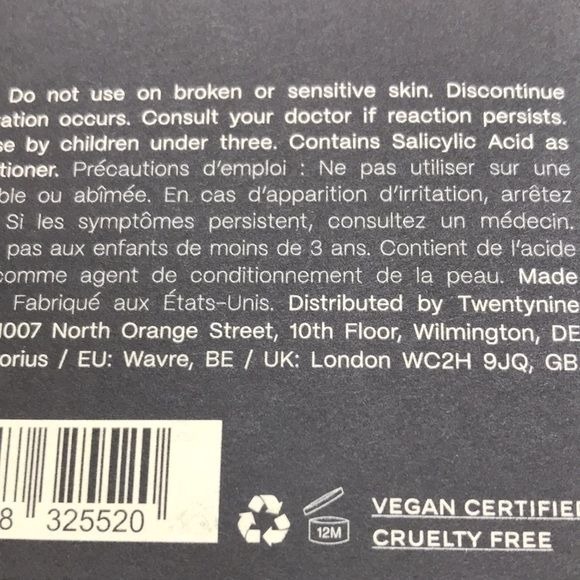 Do not use on broken or sensitive skin. Discontinue
ation occurs. Consult your doctor if reaction persists.
se by children under three. Contains Salicylic Acid as
tioner. Précautions d'emploi : Ne pas utiliser sur une
ble ou abîmée. En cas d'apparition d'irritation, arrêtez
Si les symptômes persistent, consultez un médecin.
pas aux enfants de moins de 3 ans. Contient de l'acide
comme agent de conditionnement de la peau. Made
Fabriqué aux États-Unis. Distributed by Twentynine
1007 North Orange Street, 10th Floor, Wilmington, DE
orius / EU: Wavre, BE / UK: London WC2H 9JQ, GB
8 325520
12M
VEGAN CERTIFIED
CRUELTY FREE